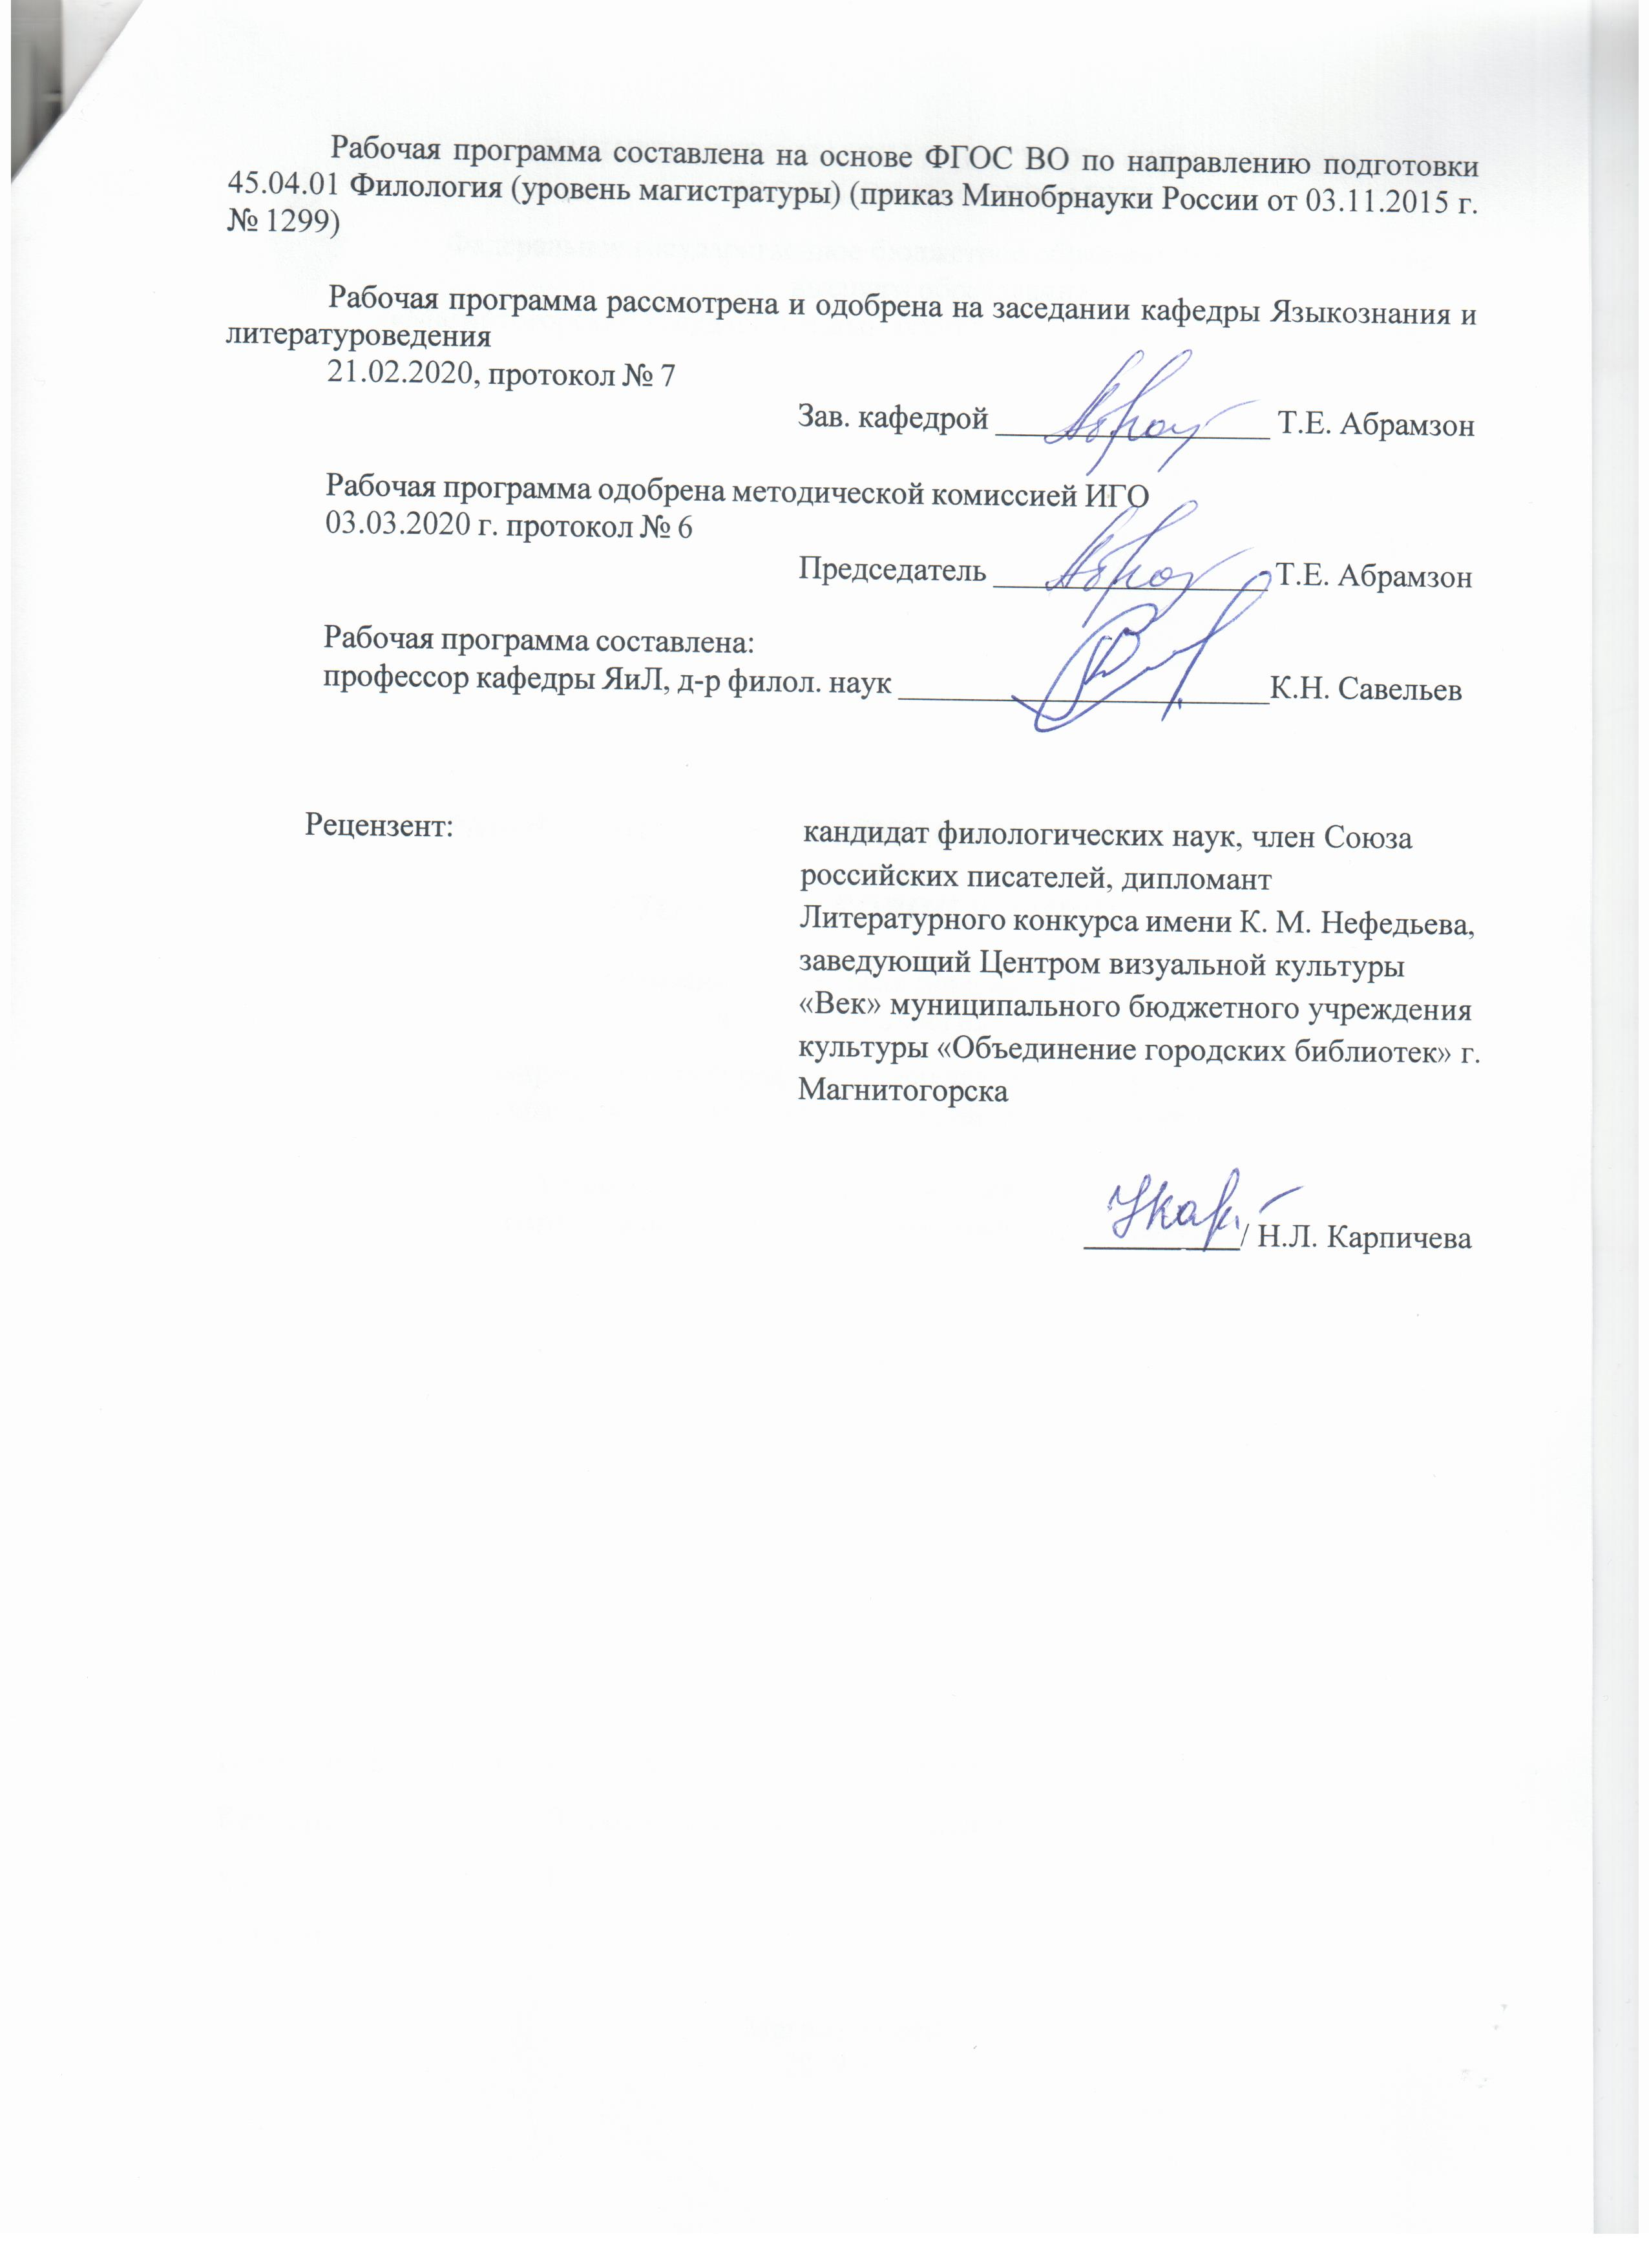 Рабочая программа составлена на основе ФГОС ВО по направлению подготовки
45.04.01 Филология (уровень магистратуры) (приказ Минобрнауки России от 03.11.2015 г.
№ 1299)
Рабочая программа рассмотрена и одобрена на заседании кафедры Языкознания и
литературоведения
21.02.2020, протокол № 7
Зав. кафедрой _________________ Т.Е. Абрамзон
Рабочая программа одобрена методической комиссией ИГО
03.03.2020 г. протокол № 6
Председатель _________________ Т.Е. Абрамзон
Рабочая программа составлена:
профессор кафедры ЯиЛ, д-р филол. наук _______________________К.Н. Савельев
Рецензент:
кандидат филологических наук, член Союза
российских писателей, дипломант
Литературного конкурса имени К. М. Нефедьева,
заведующий Центром визуальной культуры
«Век» муниципального бюджетного учреждения
культуры «Объединение городских библиотек» г.
Магнитогорска
_________ ___/ Н.Л. Карпичева